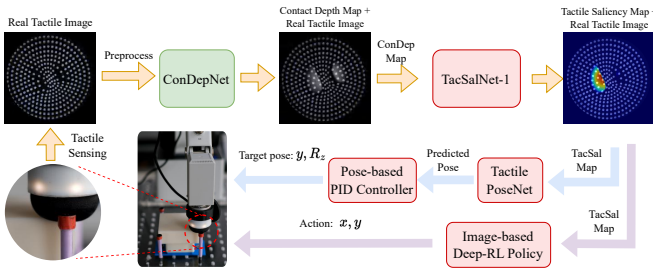 Real Tactile Image
Contact Depth Map +
Real Tactile Image
Tactile Saliency Map
Real Tactile Image
Preprocess
ConDepNet
ConDep
Map
TacSalNet-1
Tactile
Sensing
Target pose: y, R_z
Pose-based
PID Controller
Predicted
Pose
Tactile
PoseNet
TacSal
Map
Action: x, y
Image-based
Deep-RL Policy
TacSal
Map